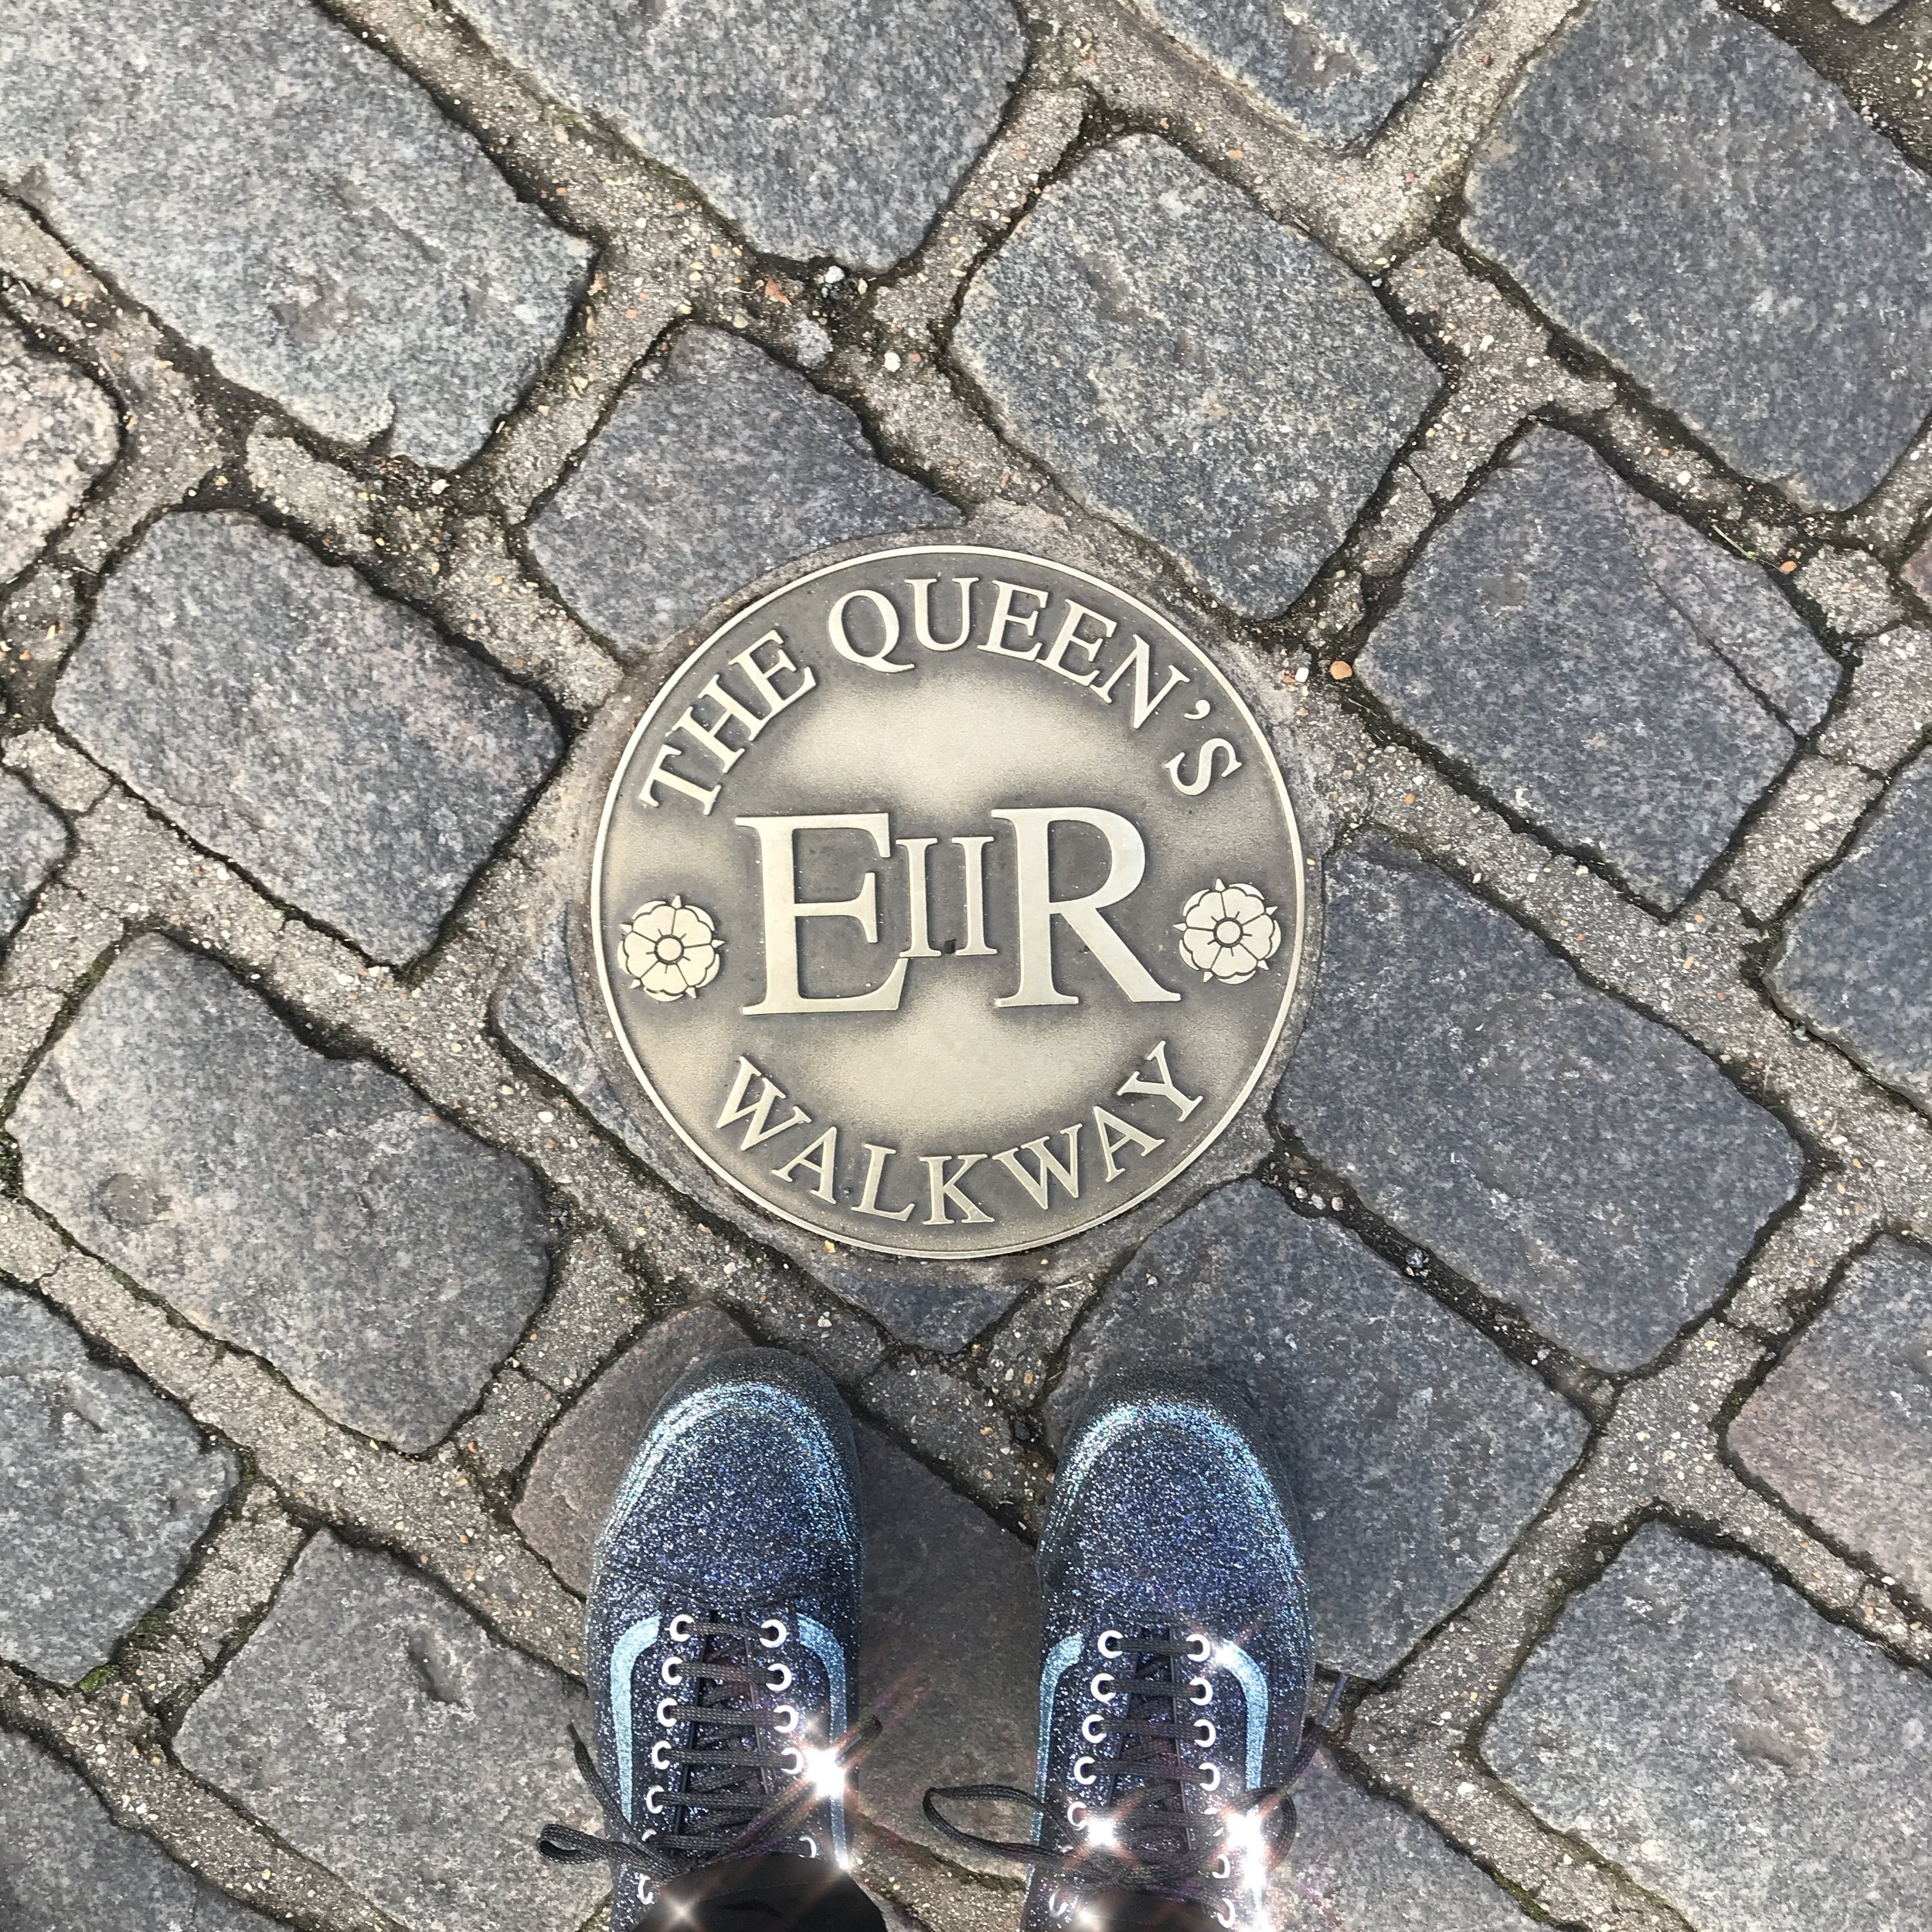 THE QUEEN'S
EIIR
WALKWAY